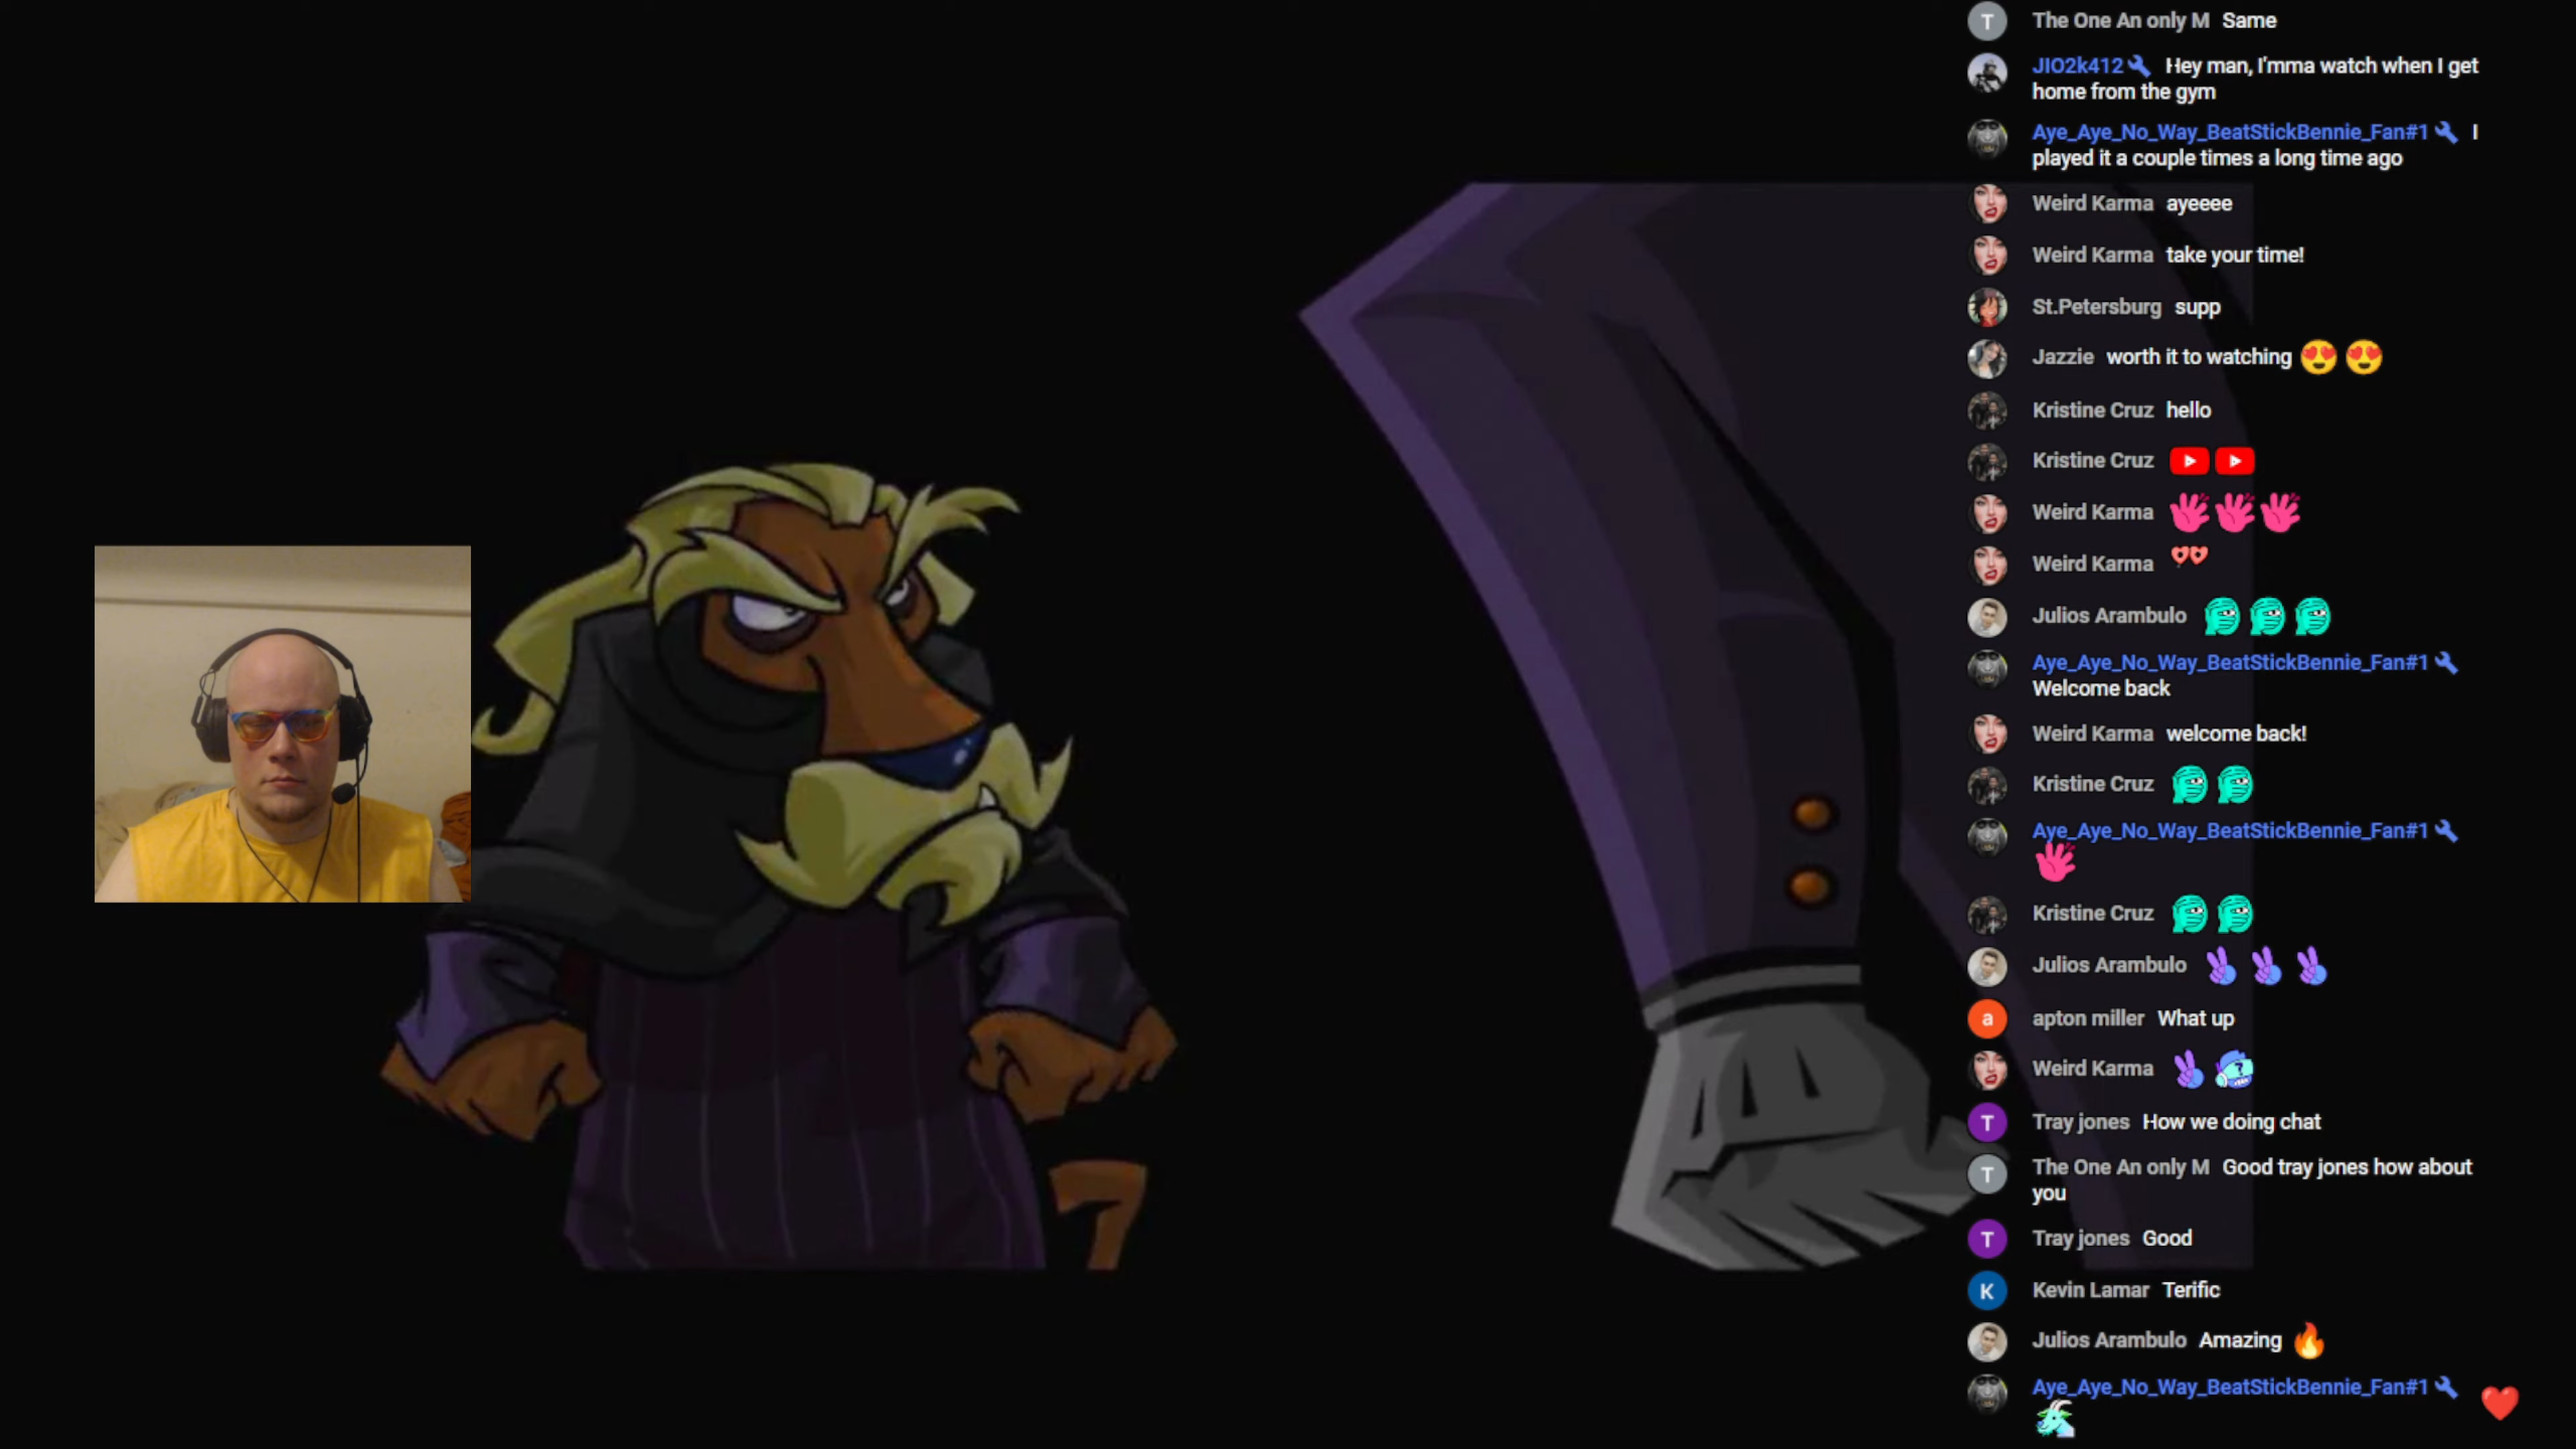 T The One An only M Same
JIO2k412 Hey man, I'mma watch when I get
home from the gym
Aye_Aye_No_Way_BeatStickBennie_Fan#1 I
played it a couple times a long time ago
Weird Karma ayeeee
Weird Karma take your time!
St.Petersburg supp
Jazzie worth it to watching 😍 😍
Kristine Cruz hello
Kristine Cruz
Weird Karma
Weird Karma
Julios Arambulo
Aye_Aye_No_Way_BeatStickBennie_Fan#1
Welcome back
Weird Karma welcome back!
Kristine Cruz
Aye_Aye_No_Way_BeatStickBennie_Fan#1
Kristine Cruz
Julios Arambulo
a apton miller What up
Weird Karma
T Tray jones How we doing chat
T The One An only M Good tray jones how about
you
T Tray jones Good
K Kevin Lamar Terific
Julios Arambulo Amazing 🔥
Aye_Aye_No_Way_BeatStickBennie_Fan#1